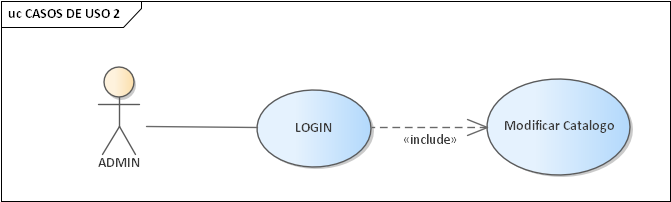 uc CASOS DE USO 2
LOGIN
Modificar Catalogo
«include»
ADMIN